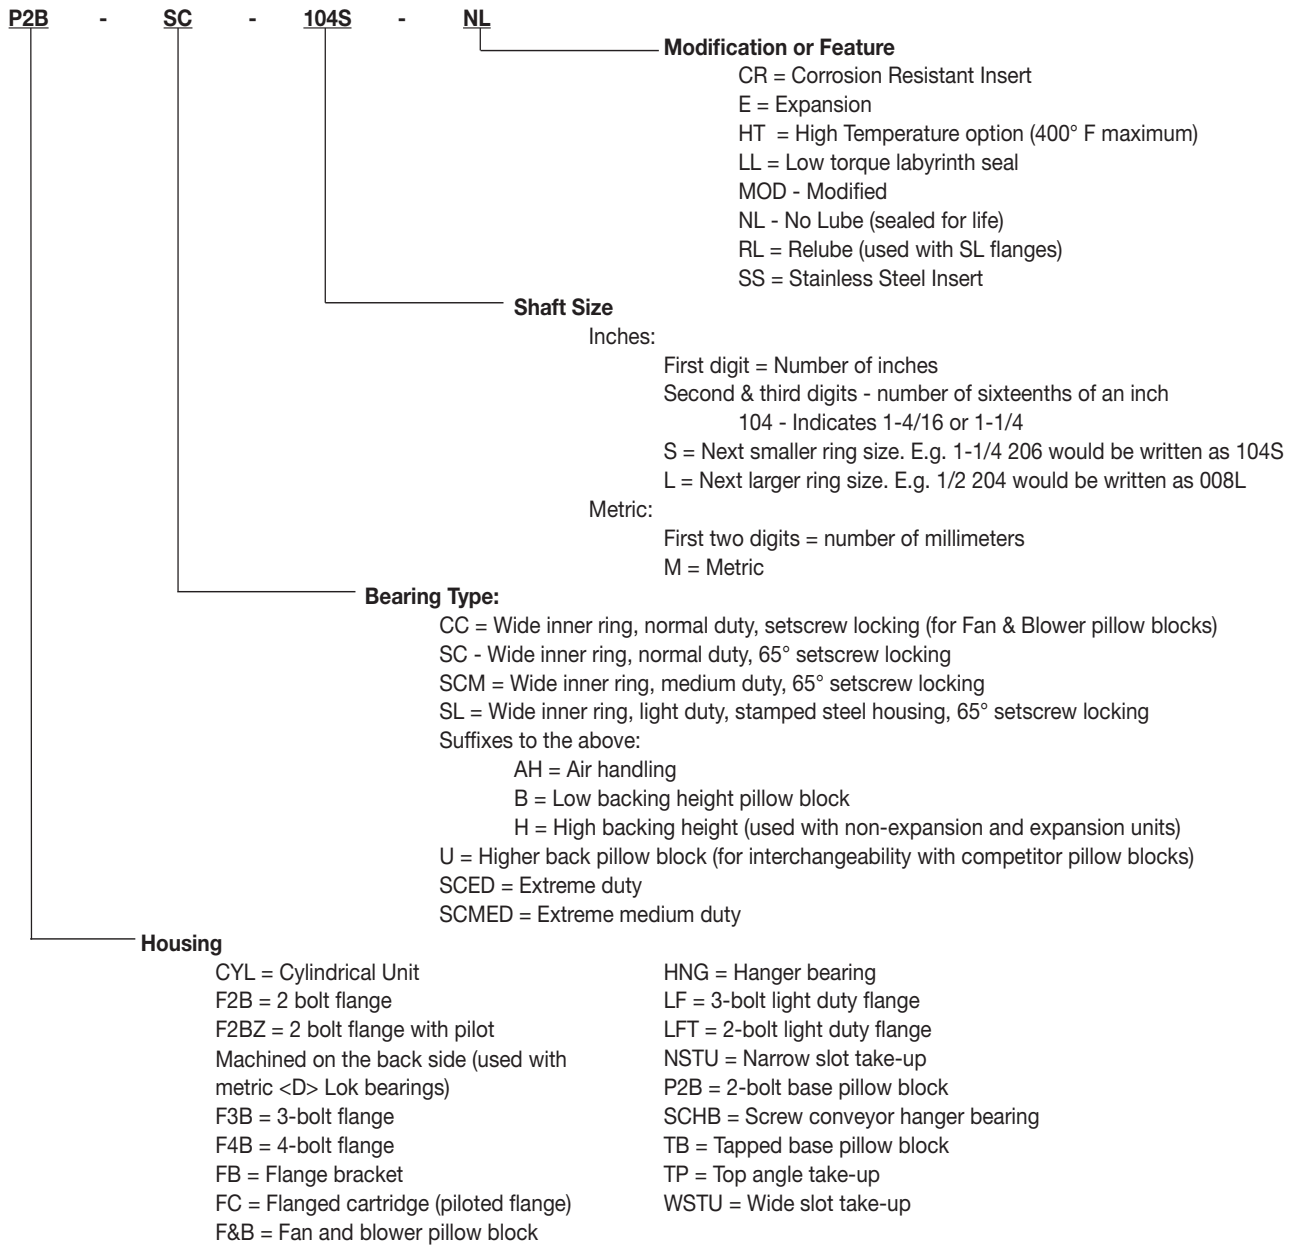 P2B - SC - 104S - NL
Modification or Feature
CR = Corrosion Resistant Insert
E = Expansion
HT = High Temperature option (400° F maximum)
LL = Low torque labyrinth seal
MOD - Modified
NL - No Lube (sealed for life)
RL = Relube (used with SL flanges)
SS = Stainless Steel Insert
Shaft Size
Inches:
First digit = Number of inches
Second & third digits - number of sixteenths of an inch
104 - Indicates 1-4/16 or 1-1/4
S = Next smaller ring size. E.g. 1-1/4 206 would be written as 104S
L = Next larger ring size. E.g. 1/2 204 would be written as 008L
Metric:
First two digits = number of millimeters
M = Metric
Bearing Type:
CC = Wide inner ring, normal duty, setscrew locking (for Fan & Blower pillow blocks)
SC - Wide inner ring, normal duty, 65° setscrew locking
SCM = Wide inner ring, medium duty, 65° setscrew locking
SL = Wide inner ring, light duty, stamped steel housing, 65° setscrew locking
Suffixes to the above:
AH = Air handling
B = Low backing height pillow block
H = High backing height (used with non-expansion and expansion units)
U = Higher back pillow block (for interchangeability with competitor pillow blocks)
SCED = Extreme duty
SCMED = Extreme medium duty
Housing
CYL = Cylindrical Unit
F2B = 2 bolt flange
F2BZ = 2 bolt flange with pilot
Machined on the back side (used with
metric <D> Lok bearings)
F3B = 3-bolt flange
F4B = 4-bolt flange
FB = Flange bracket
FC = Flanged cartridge (piloted flange)
F&B = Fan and blower pillow block
HNG = Hanger bearing
LF = 3-bolt light duty flange
LFT = 2-bolt light duty flange
NSTU = Narrow slot take-up
P2B = 2-bolt base pillow block
SCHB = Screw conveyor hanger bearing
TB = Tapped base pillow block
TP = Top angle take-up
WSTU = Wide slot take-up